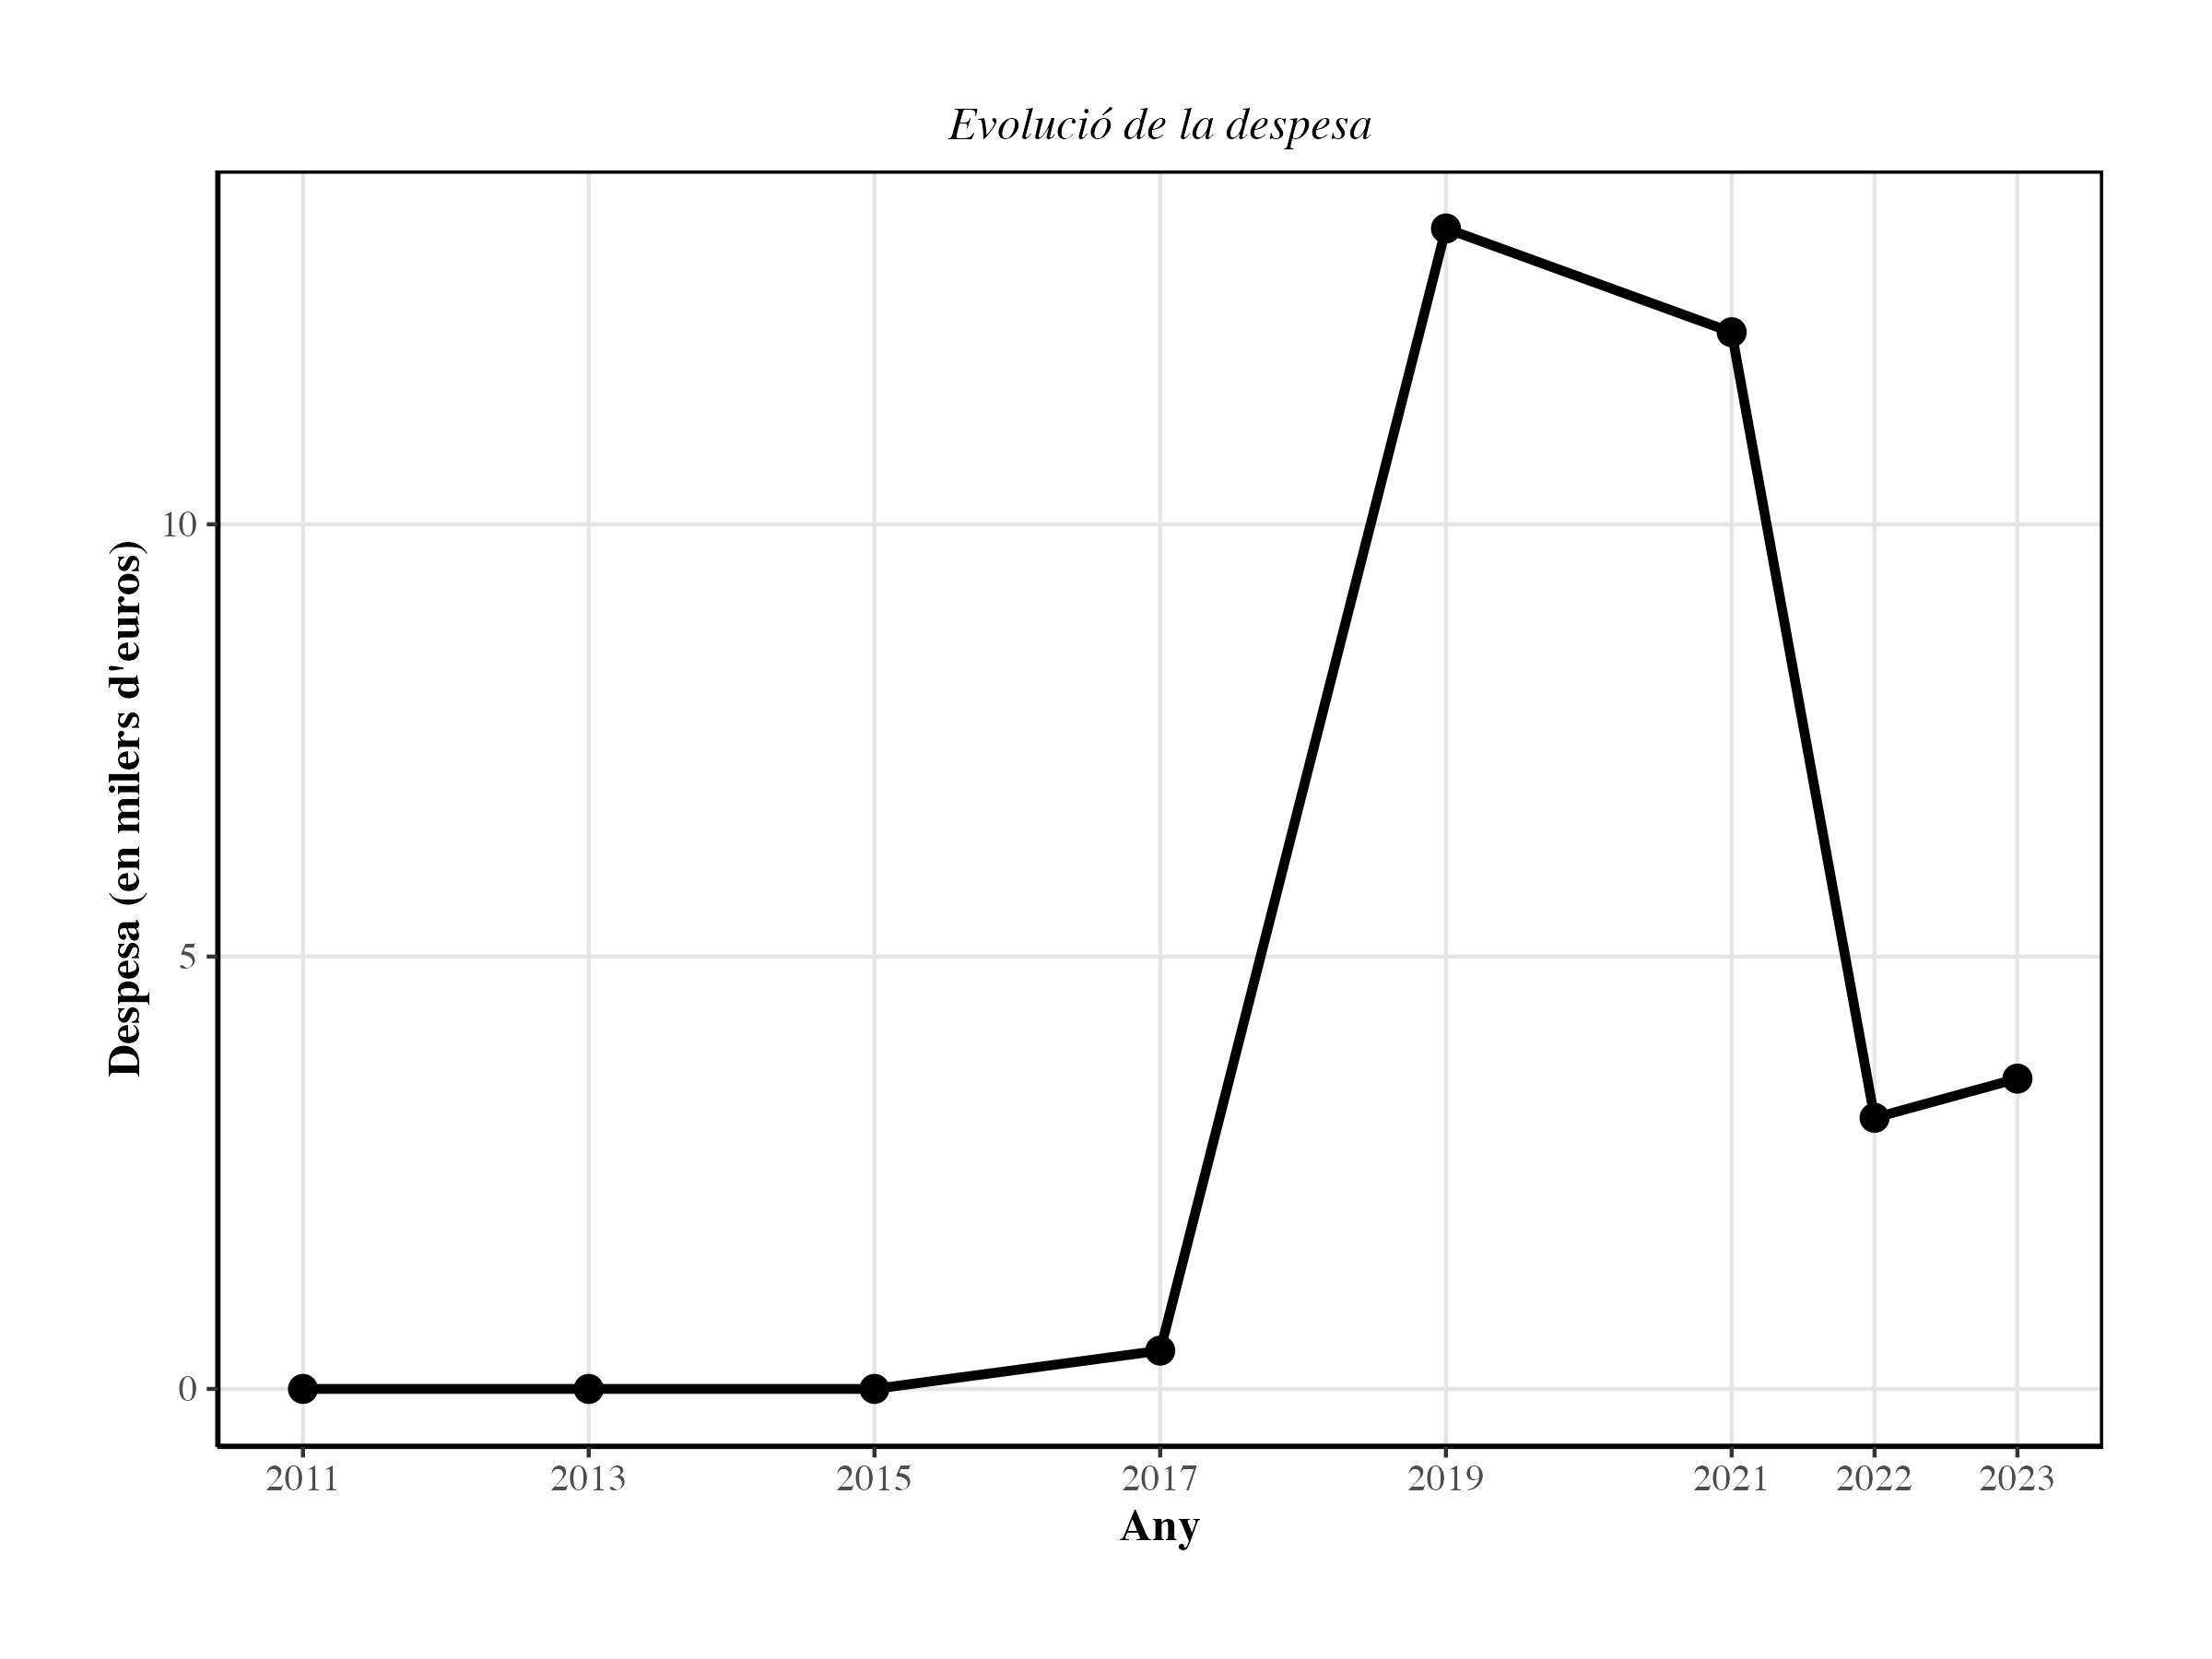 Evolució de la despesa
Despesa (en milers d'euros)
10
5
0
2011 2013 2015 2017 2019 2021 2022 2023
Any